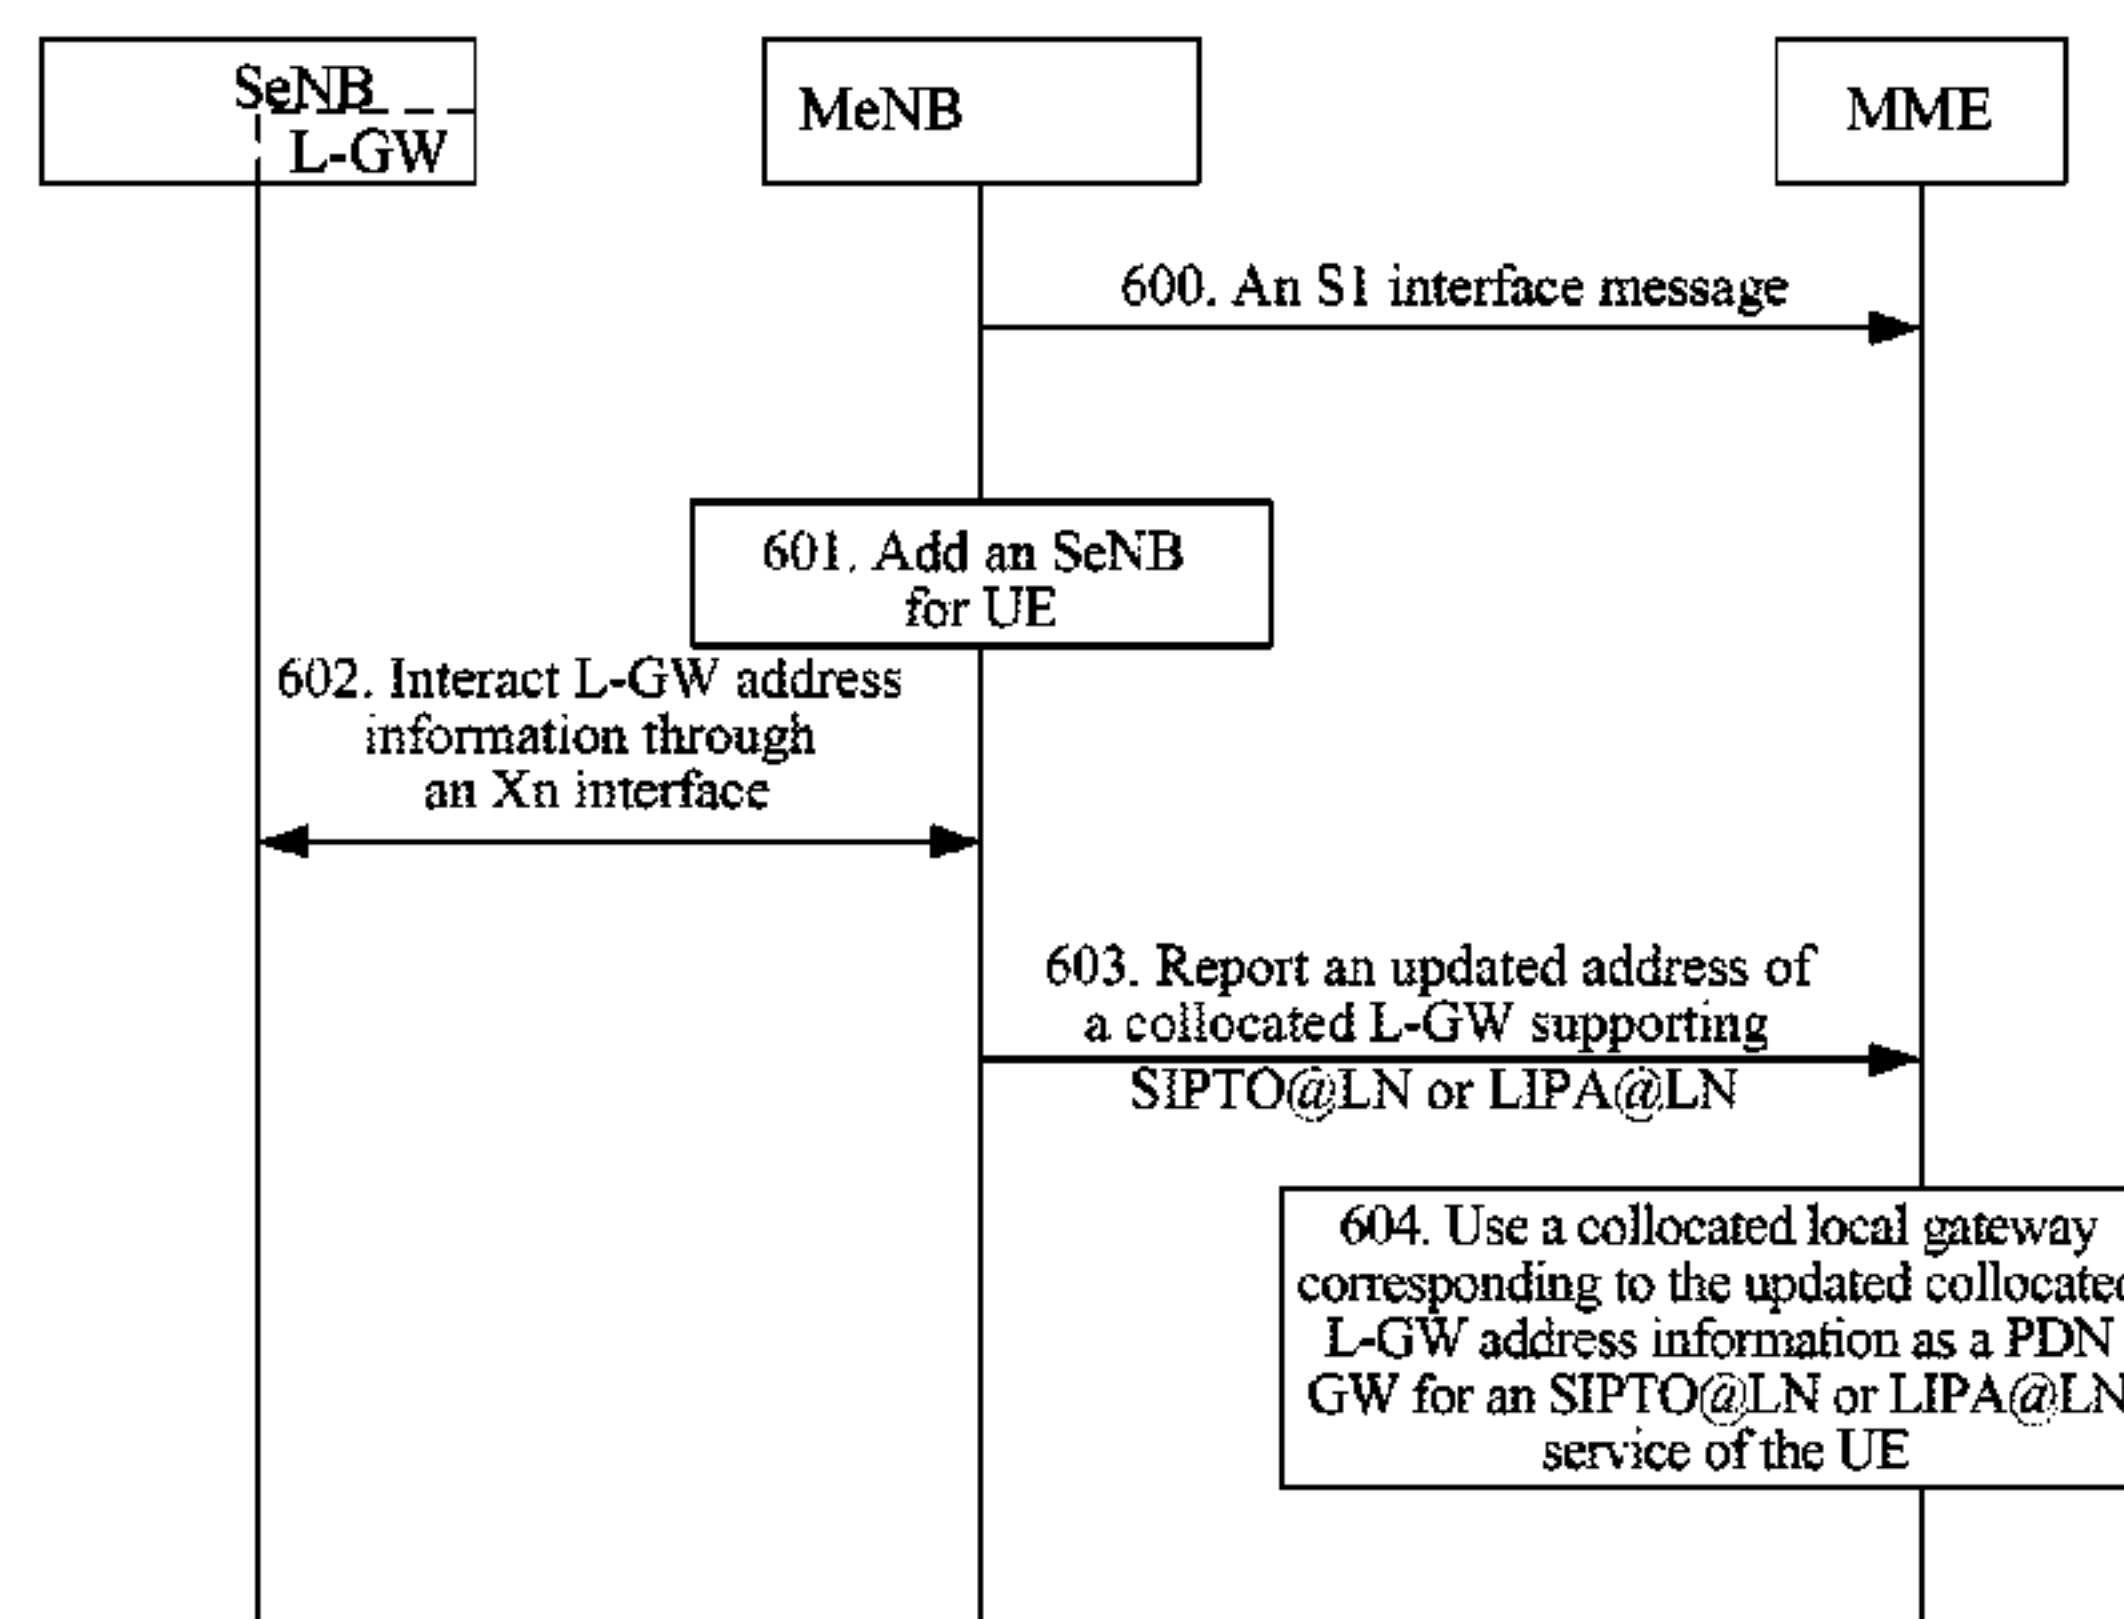 SeNB
L-GW
MeNB
MME
600. An S1 interface message
601. Add an SeNB
for UE
602. Interact L-GW address
information through
an Xn interface
603. Report an updated address of
a collocated L-GW supporting
SIPTO@LN or LIPA@LN
604. Use a collocated local gateway
corresponding to the updated collocated
L-GW address information as a PDN
GW for an SIPTO@LN or LIPA@LN
service of the UE